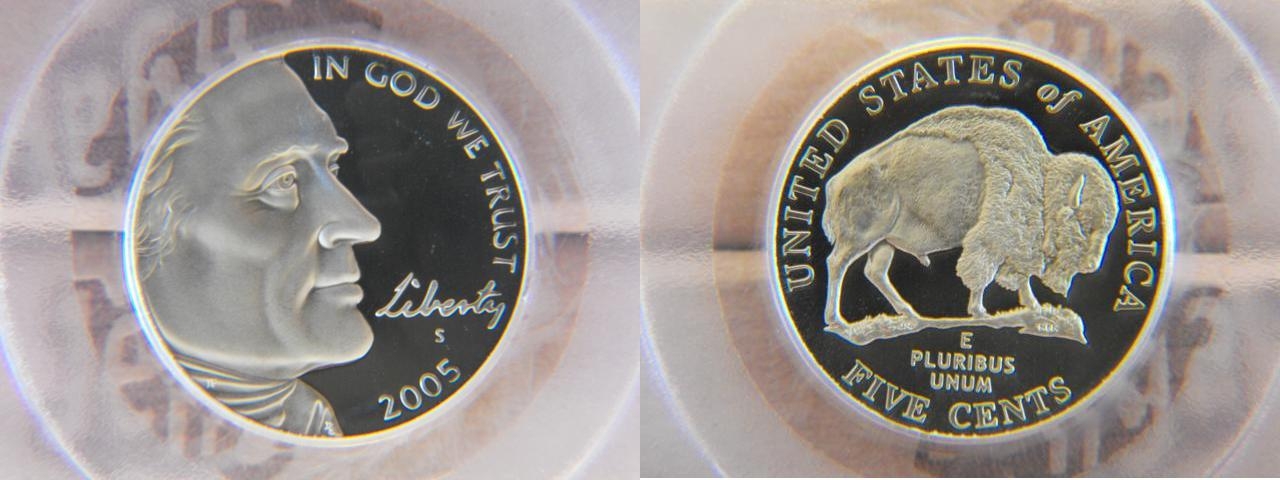 IN GOD WE TRUST
Liberty
S
2005
UNITED STATES of AMERICA
E
PLURIBUS
UNUM
FIVE CENTS